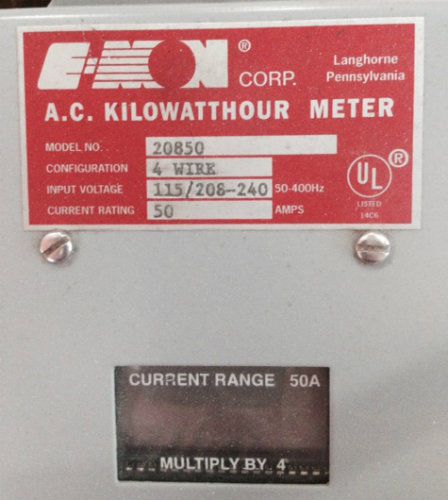 E-MON® CORP.
Langhorne
Pennsylvania
A.C. KILOWATTHOUR METER
MODEL NO. . . 20850
CONFIGURATION 4 WIRE
INPUT VOLTAGE 115/208-240 50-400Hz
CURRENT RATING 50 AMPS
UL ®
LISTED
14C6
CURRENT RANGE 50A
MULTIPLY BY 4